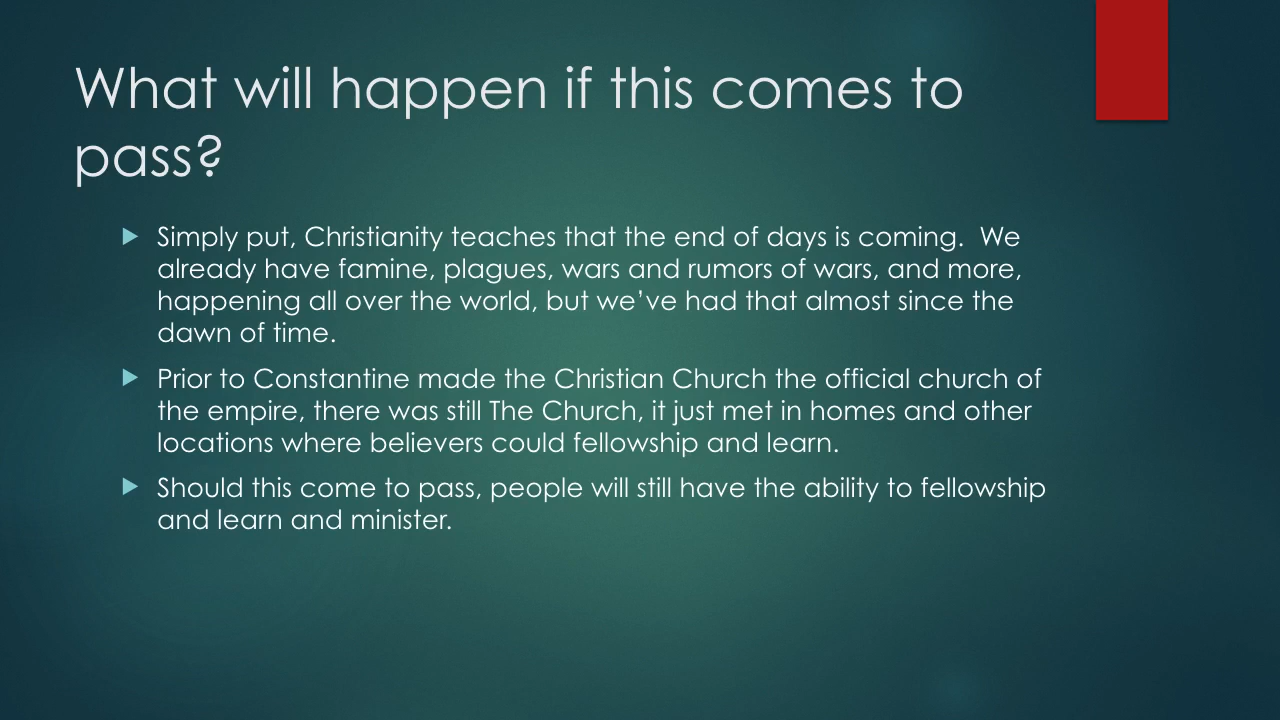 What will happen if this comes to
pass?
Simply put, Christianity teaches that the end of days is coming.  We
already have famine, plagues, wars and rumors of wars, and more,
happening all over the world, but we’ve had that almost since the
dawn of time.
Prior to Constantine made the Christian Church the official church of
the empire, there was still The Church, it just met in homes and other
locations where believers could fellowship and learn.
Should this come to pass, people will still have the ability to fellowship
and learn and minister.